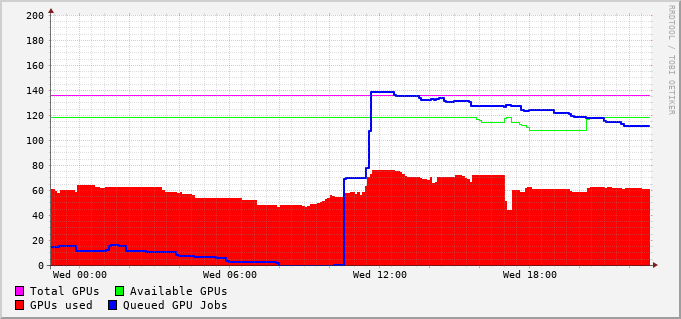 200
180
160
140
120
100
80
60
40
20
0
Wed 00:00 Wed 06:00 Wed 12:00 Wed 18:00
Total GPUs Available GPUs
GPUs used Queued GPU Jobs
RRDTOOL / TOBI OETIKER